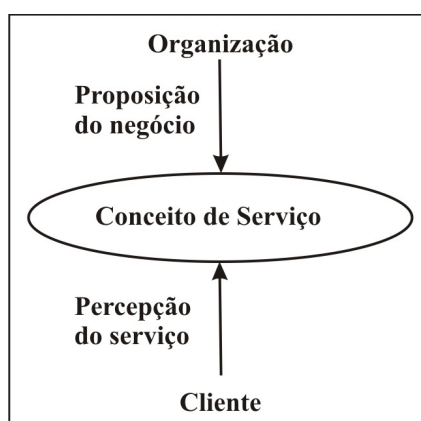 Organização
Proposição
do negócio
Conceito de Serviço
Percepção
do serviço
Cliente